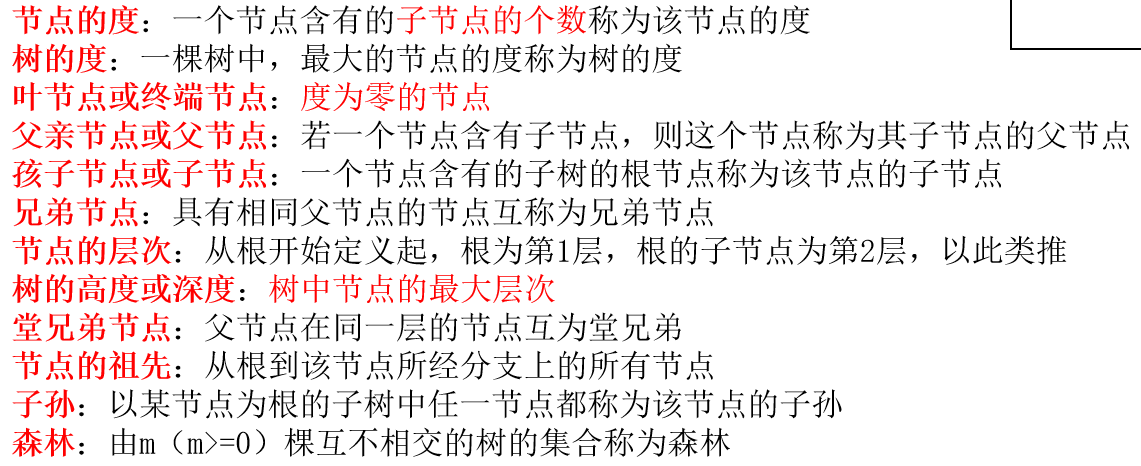 节点的度：一个节点含有的子节点的个数称为该节点的度
树的度：一棵树中，最大的节点的度称为树的度
叶节点或终端节点：度为零的节点
父亲节点或父节点：若一个节点含有子节点，则这个节点称为其子节点的父节点
孩子节点或子节点：一个节点含有的子树的根节点称为该节点的子节点
兄弟节点：具有相同父节点的节点互称为兄弟节点
节点的层次：从根开始定义起，根为第1层，根的子节点为第2层，以此类推
树的高度或深度：树中节点的最大层次
堂兄弟节点：父节点在同一层的节点互为堂兄弟
节点的祖先：从根到该节点所经分支上的所有节点
子孙：以某节点为根的子树中任一节点都称为该节点的子孙
森林：由m（m>=0）棵互不相交的树的集合称为森林